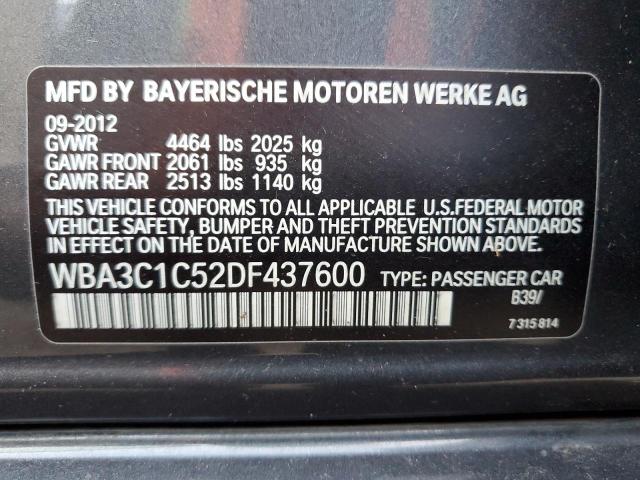 MFD BY BAYERISCHE MOTOREN WERKE AG
09-2012
GVWR 4464 lbs 2025 kg
GAWR FRONT 2061 lbs 935 kg
GAWR REAR 2513 lbs 1140 kg
THIS VEHICLE CONFORMS TO ALL APPLICABLE U.S.FEDERAL MOTOR
VEHICLE SAFETY, BUMPER AND THEFT PREVENTION STANDARDS
IN EFFECT ON THE DATE OF MANUFACTURE SHOWN ABOVE.
WBA3C1C52DF437600 TYPE: PASSENGER CAR
B39/
7 315 814